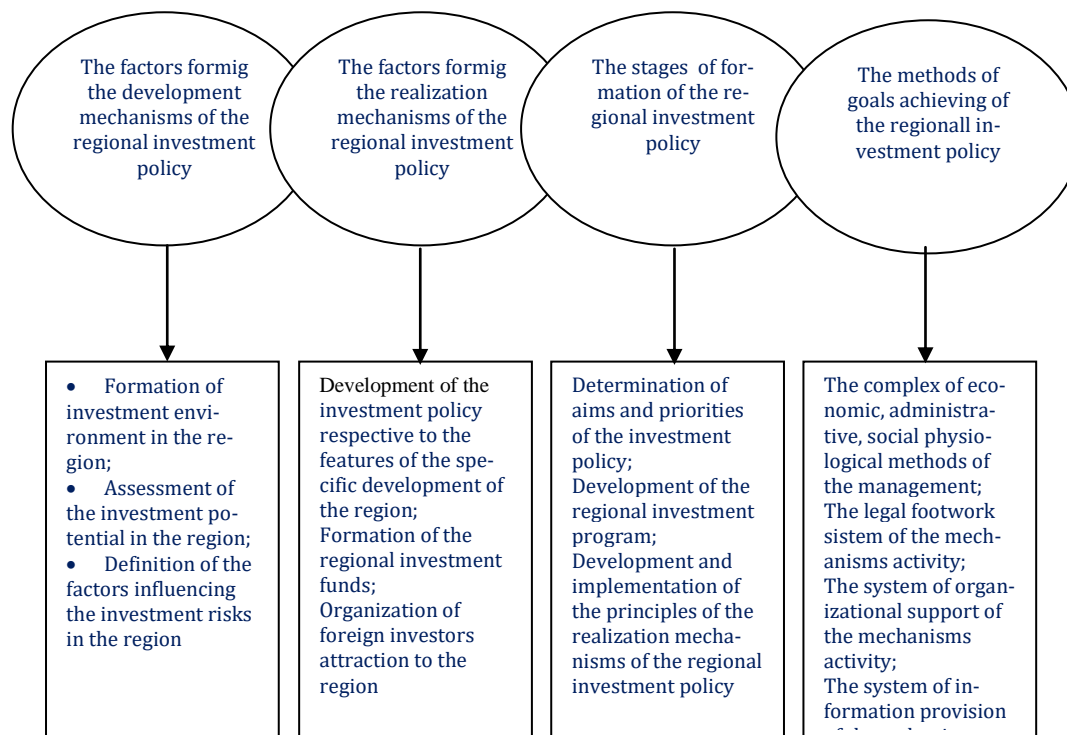 The factors formig
the development
mechanisms of the
regional investment
policy
The factors formig
the realization
mechanisms of the
regional investment
policy
The stages of for-
mation of the re-
gional investment
policy
The methods of
goals achieving of
the regionall in-
vestment policy
• Formation of
investment envi-
ronment in the re-
gion;
• Assessment of
the investment po-
tential in the region;
• Definition of the
factors influencing
the investment risks
in the region
Development of the
investment policy
respective to the
features of the spe-
cific development of
the region;
Formation of the
regional investment
funds;
Organization of
foreign investors
attraction to the
region
Determination of
aims and priorities
of the investment
policy;
Development of the
regional investment
program;
Development and
implementation of
the principles of the
realization mecha-
nisms of the regional
investment policy
The complex of eco-
nomic, administra-
tive, social physio-
logical methods of
the management;
The legal footwork
sistem of the mech-
anisms activity;
The system of organ-
izational support of
the mechanisms
activity;
The system of in-
formation provision